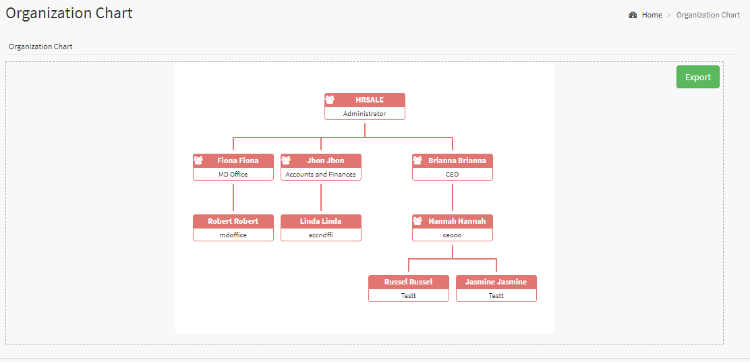 Organization Chart
Home > Organization Chart
Organization Chart
Export
HRSALE
Administrator
Fiona Fiona
MD Office
Jhon Jhon
Accounts and Finances
Brianna Brianna
CEO
Robert Robert
mdoffice
Linda Linda
accndffi
Hannah Hannah
ceooo
Russel Russel
Testt
Jasmine Jasmine
Testt